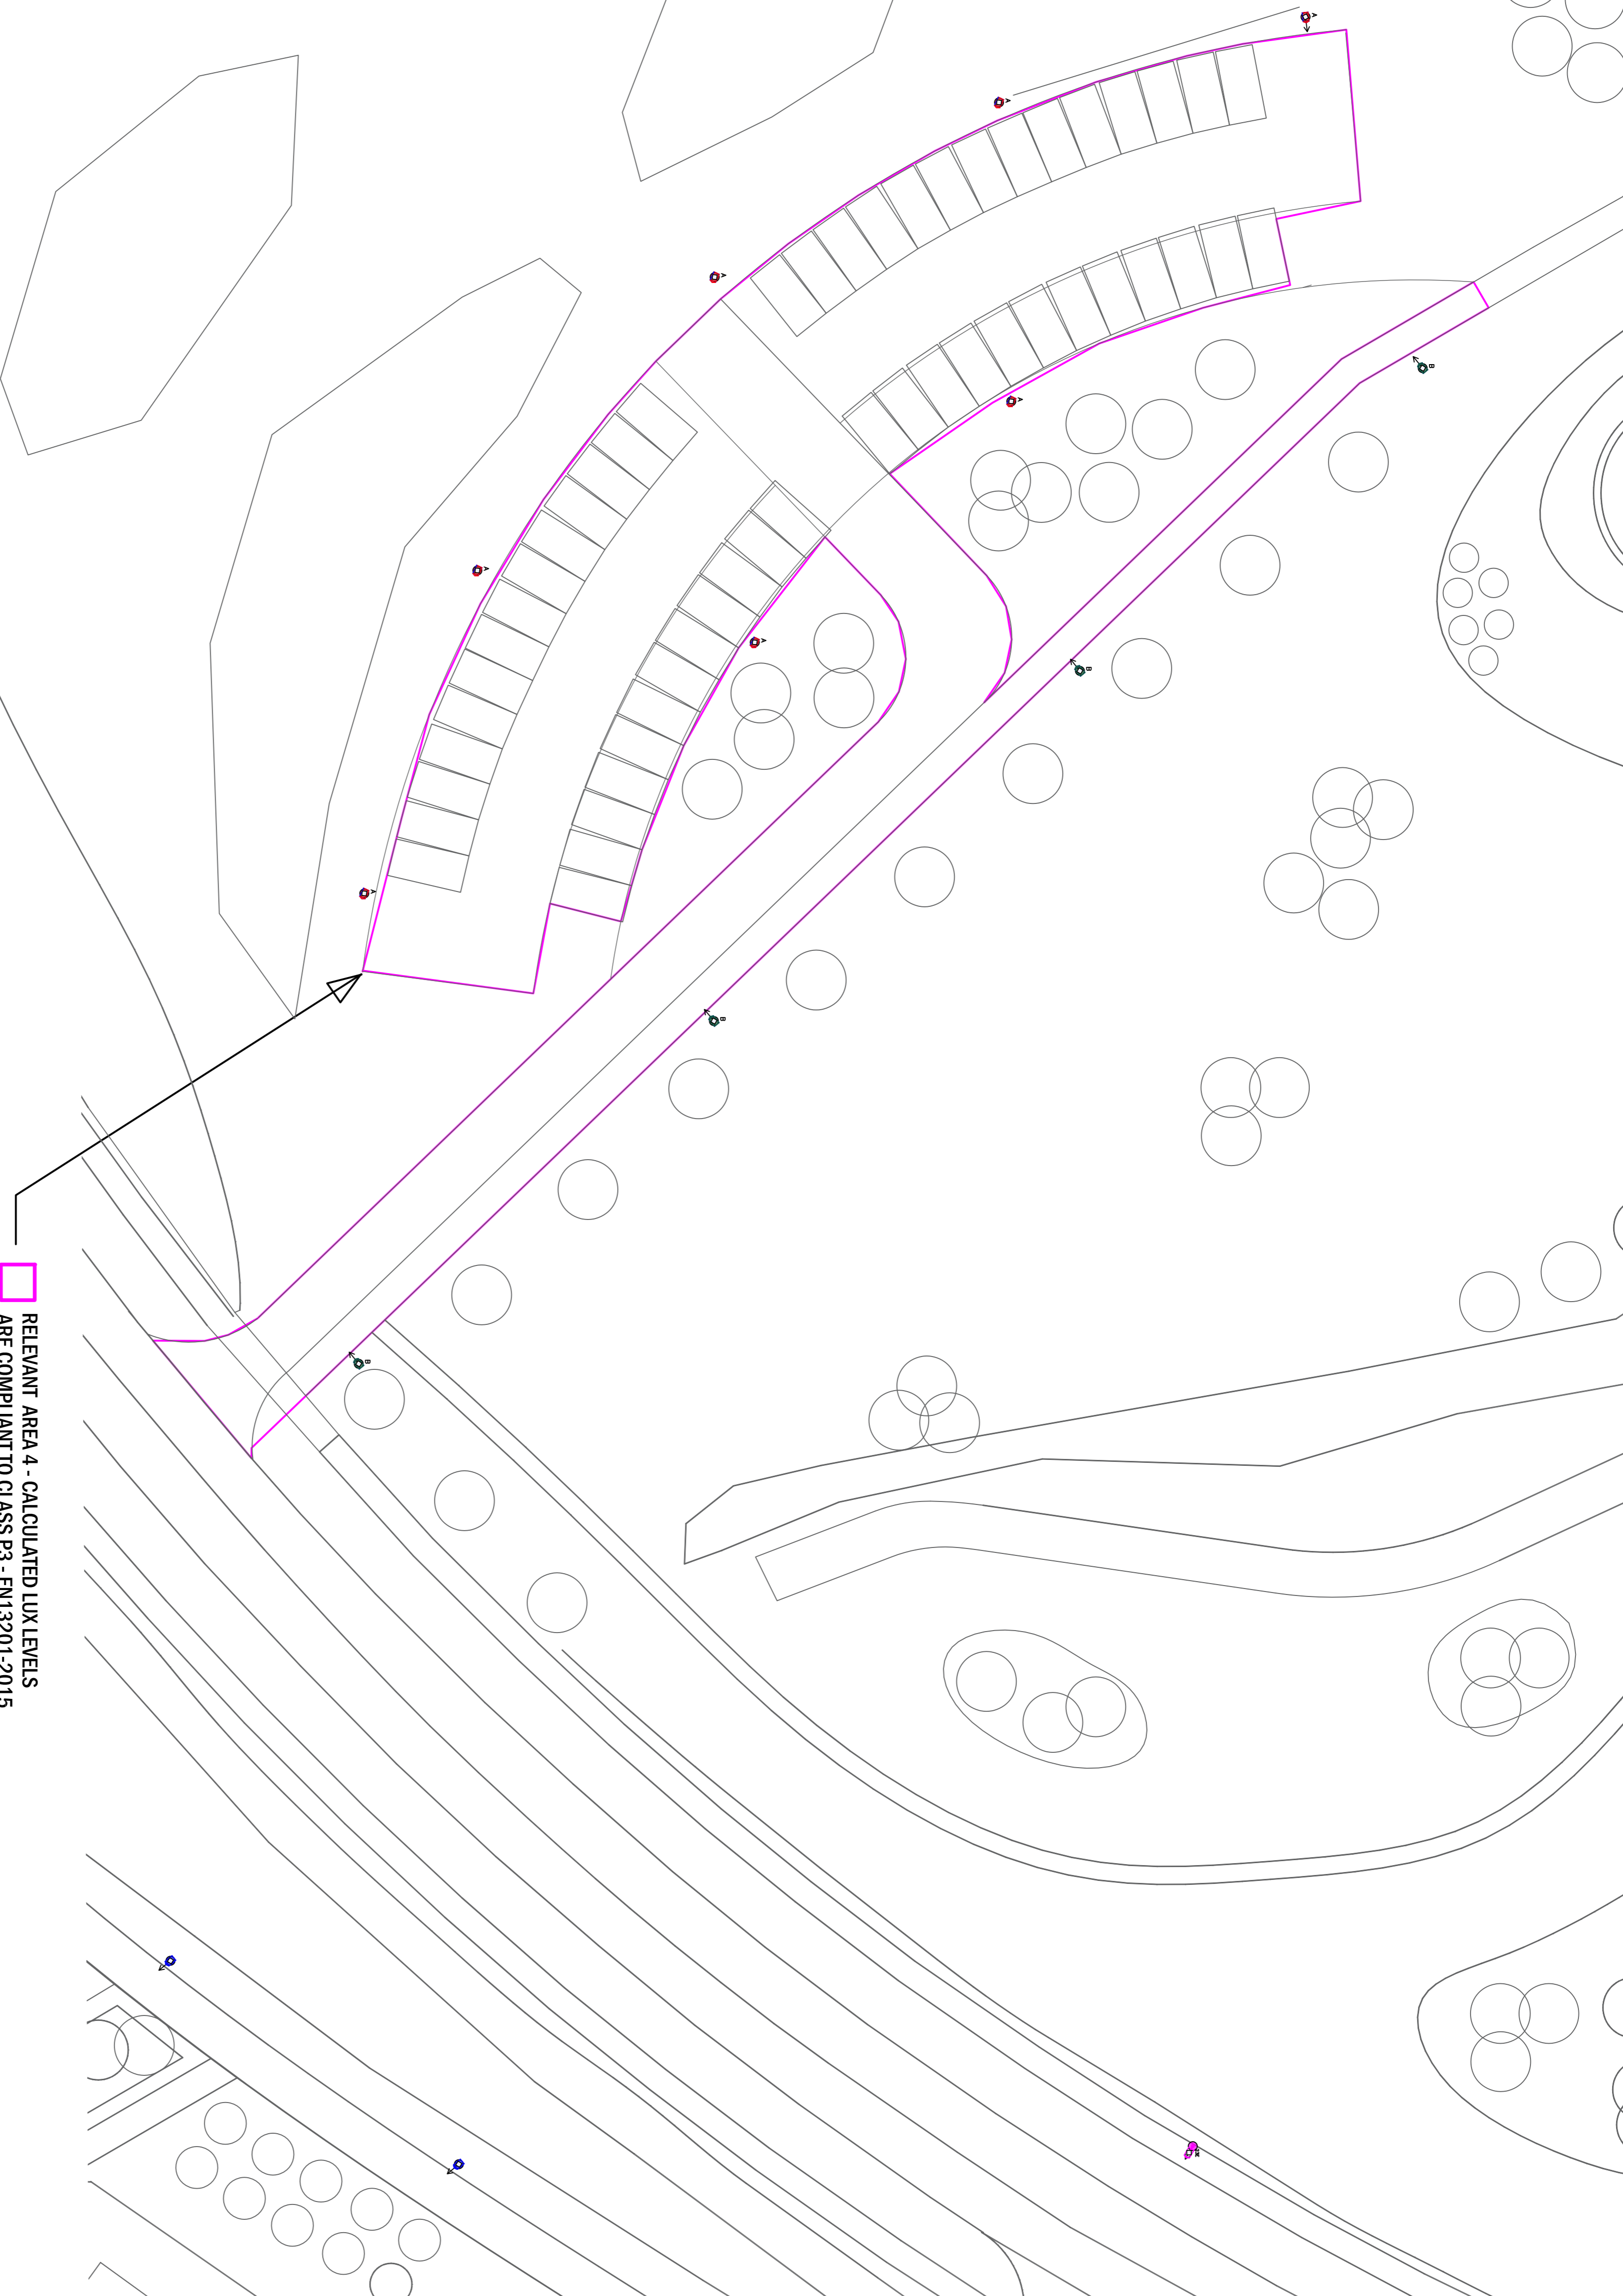 RELEVANT AREA 4 - CALCULATED LUX LEVELS
ARE COMPLIANT TO CLASS P3 - EN13201-2015
A
A
A
A
A
A
A
B
B
B
B